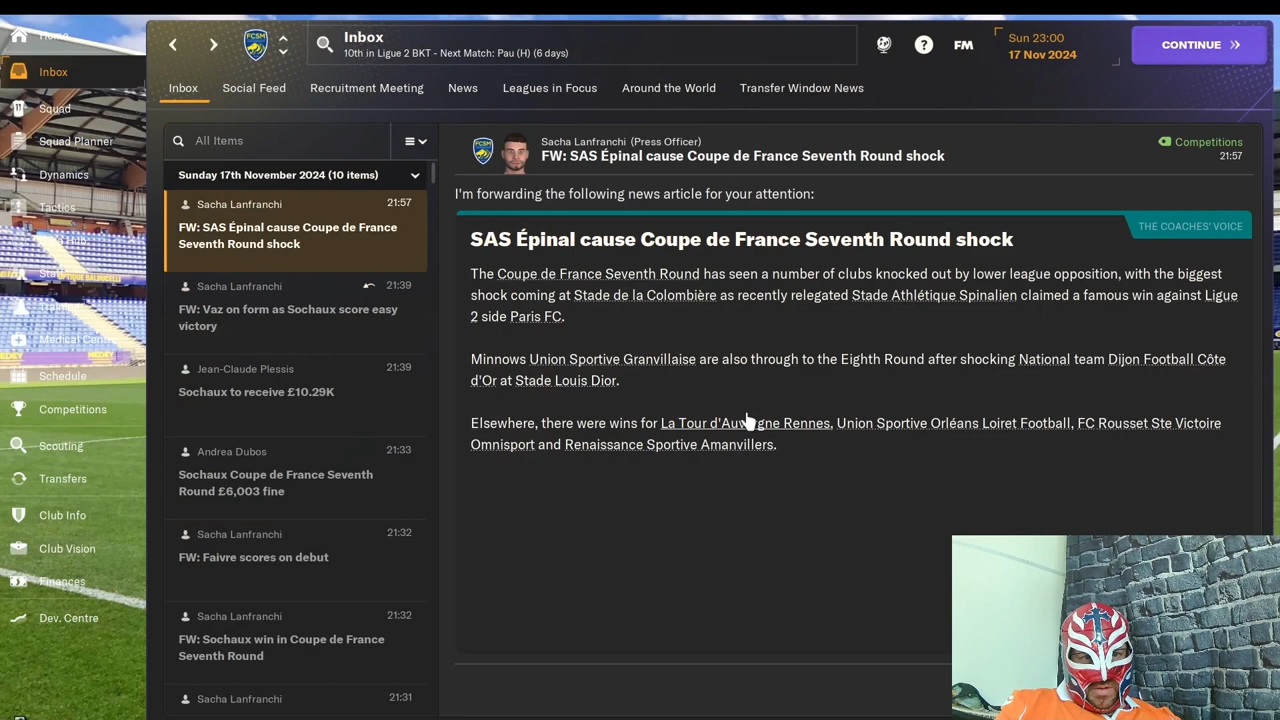 Home
Inbox
Squad
Squad Planner
Dynamics
Tactics
Staff
Medical Centre
Schedule
Competitions
Scouting
Transfers
Club Info
Club Vision
Finances
Dev. Centre
FCSM
Inbox
10th in Ligue 2 BKT - Next Match: Pau (H) (6 days)
?
FM
Sun 23:00
17 Nov 2024
CONTINUE
Inbox Social Feed Recruitment Meeting News Leagues in Focus Around the World Transfer Window News
All Items
Sunday 17th November 2024 (10 items)
Sacha Lanfranchi 21:57
FW: SAS Épinal cause Coupe de France
Seventh Round shock
Sacha Lanfranchi 21:39
FW: Vaz on form as Sochaux score easy
victory
Jean-Claude Plessis 21:39
Sochaux to receive £10.29K
Andrea Dubos 21:33
Sochaux Coupe de France Seventh
Round £6,003 fine
Sacha Lanfranchi 21:32
FW: Faivre scores on debut
Sacha Lanfranchi 21:32
FW: Sochaux win in Coupe de France
Seventh Round
Sacha Lanfranchi 21:31
Sacha Lanfranchi (Press Officer)
FW: SAS Épinal cause Coupe de France Seventh Round shock
Competitions
21:57
I'm forwarding the following news article for your attention:
THE COACHES' VOICE
SAS Épinal cause Coupe de France Seventh Round shock
The Coupe de France Seventh Round has seen a number of clubs knocked out by lower league opposition, with the biggest
shock coming at Stade de la Colombière as recently relegated Stade Athlétique Spinalien claimed a famous win against Ligue
2 side Paris FC.
Minnows Union Sportive Granvillaise are also through to the Eighth Round after shocking National team Dijon Football Côte
d'Or at Stade Louis Dior.
Elsewhere, there were wins for La Tour d'Auvergne Rennes, Union Sportive Orléans Loiret Football, FC Rousset Ste Victoire
Omnisport and Renaissance Sportive Amanvillers.